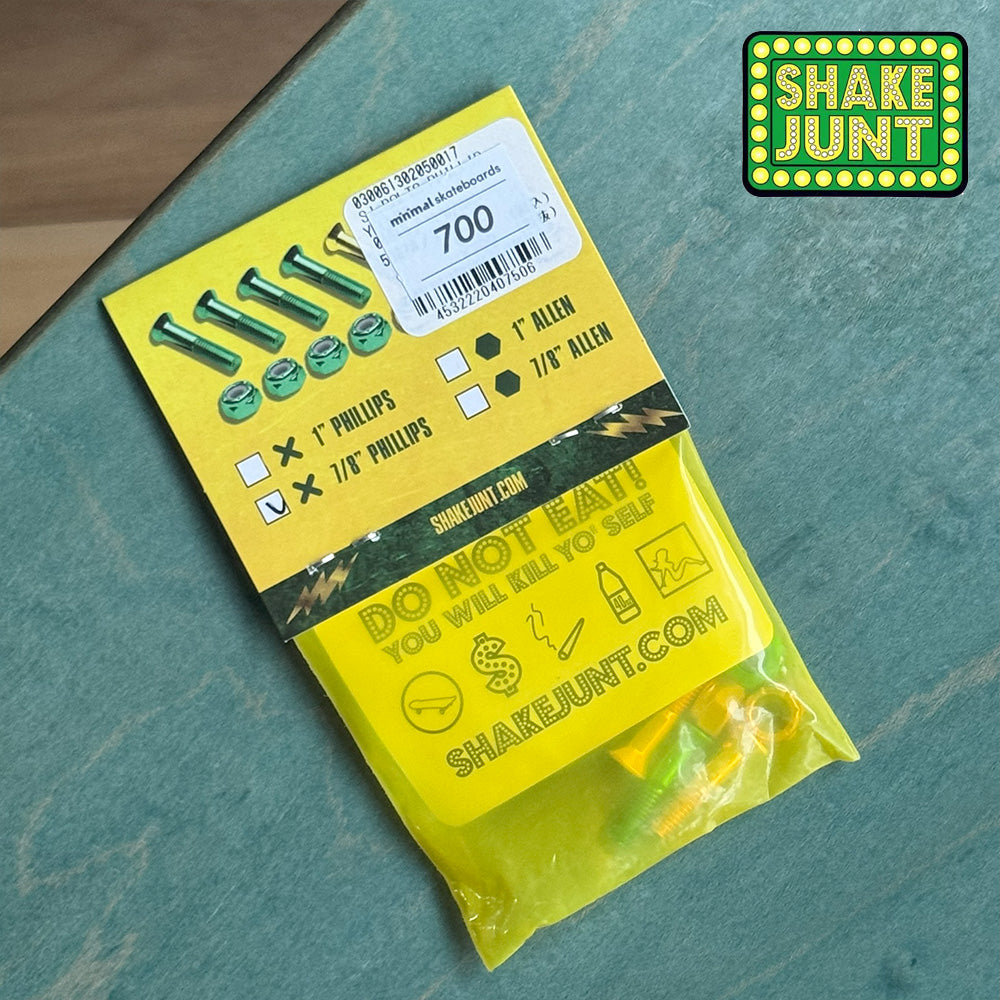 SHAKE
JUNT
030061302050017
minimal skateboards
700
4532220407506
1" PHILLIPS
7/8" PHILLIPS
1" ALLEN
7/8" ALLEN
SHAKEJUNT.COM
DO NOT EAT!
YOU WILL KILL YO' SELF
40oz
SHAKEJUNT.COM